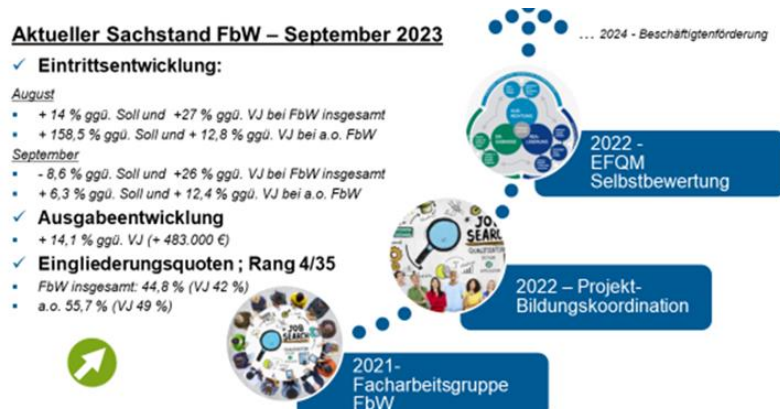 Aktueller Sachstand FbW – September 2023
✓ Eintrittsentwicklung:
August
▪ + 14 % ggü. Soll und +27 % ggü. VJ bei FbW insgesamt
▪ + 158,5 % ggü. Soll und + 12,8 % ggü. VJ bei a.o. FbW
September
▪ - 8,6 % ggü. Soll und +26 % ggü. VJ bei FbW insgesamt
▪ + 6,3 % ggü. Soll und + 12,4 % ggü. VJ bei a.o. FbW
✓ Ausgabeentwicklung
▪ + 14,1 % ggü. VJ (+ 483.000 €)
✓ Eingliederungsquoten ; Rang 4/35
▪ FbW insgesamt: 44,8 % (VJ 42 %)
▪ a.o. 55,7 % (VJ 49 %)
... 2024 - Beschäftigtenförderung
2022 -
EFQM
Selbstbewertung
JOB
SEARCH
QUALIFICATION
2022 – Projekt-
Bildungskoordination
JOB
SEARCH
2021-
Facharbeitsgruppe
FbW